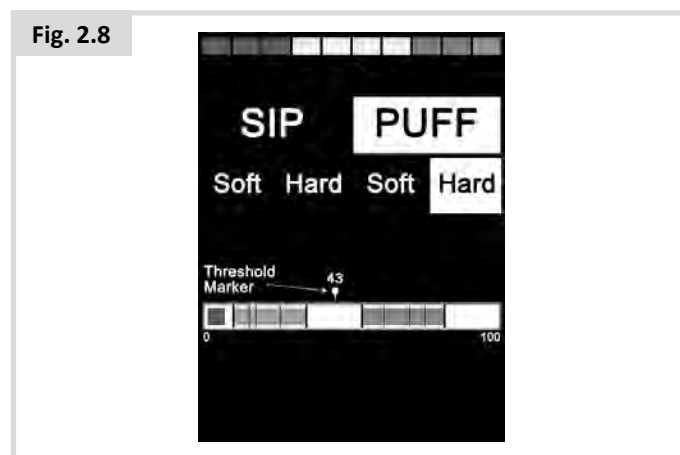 Fig. 2.8
SIP PUFF
Soft Hard Soft Hard
Threshold
Marker
43
0 100